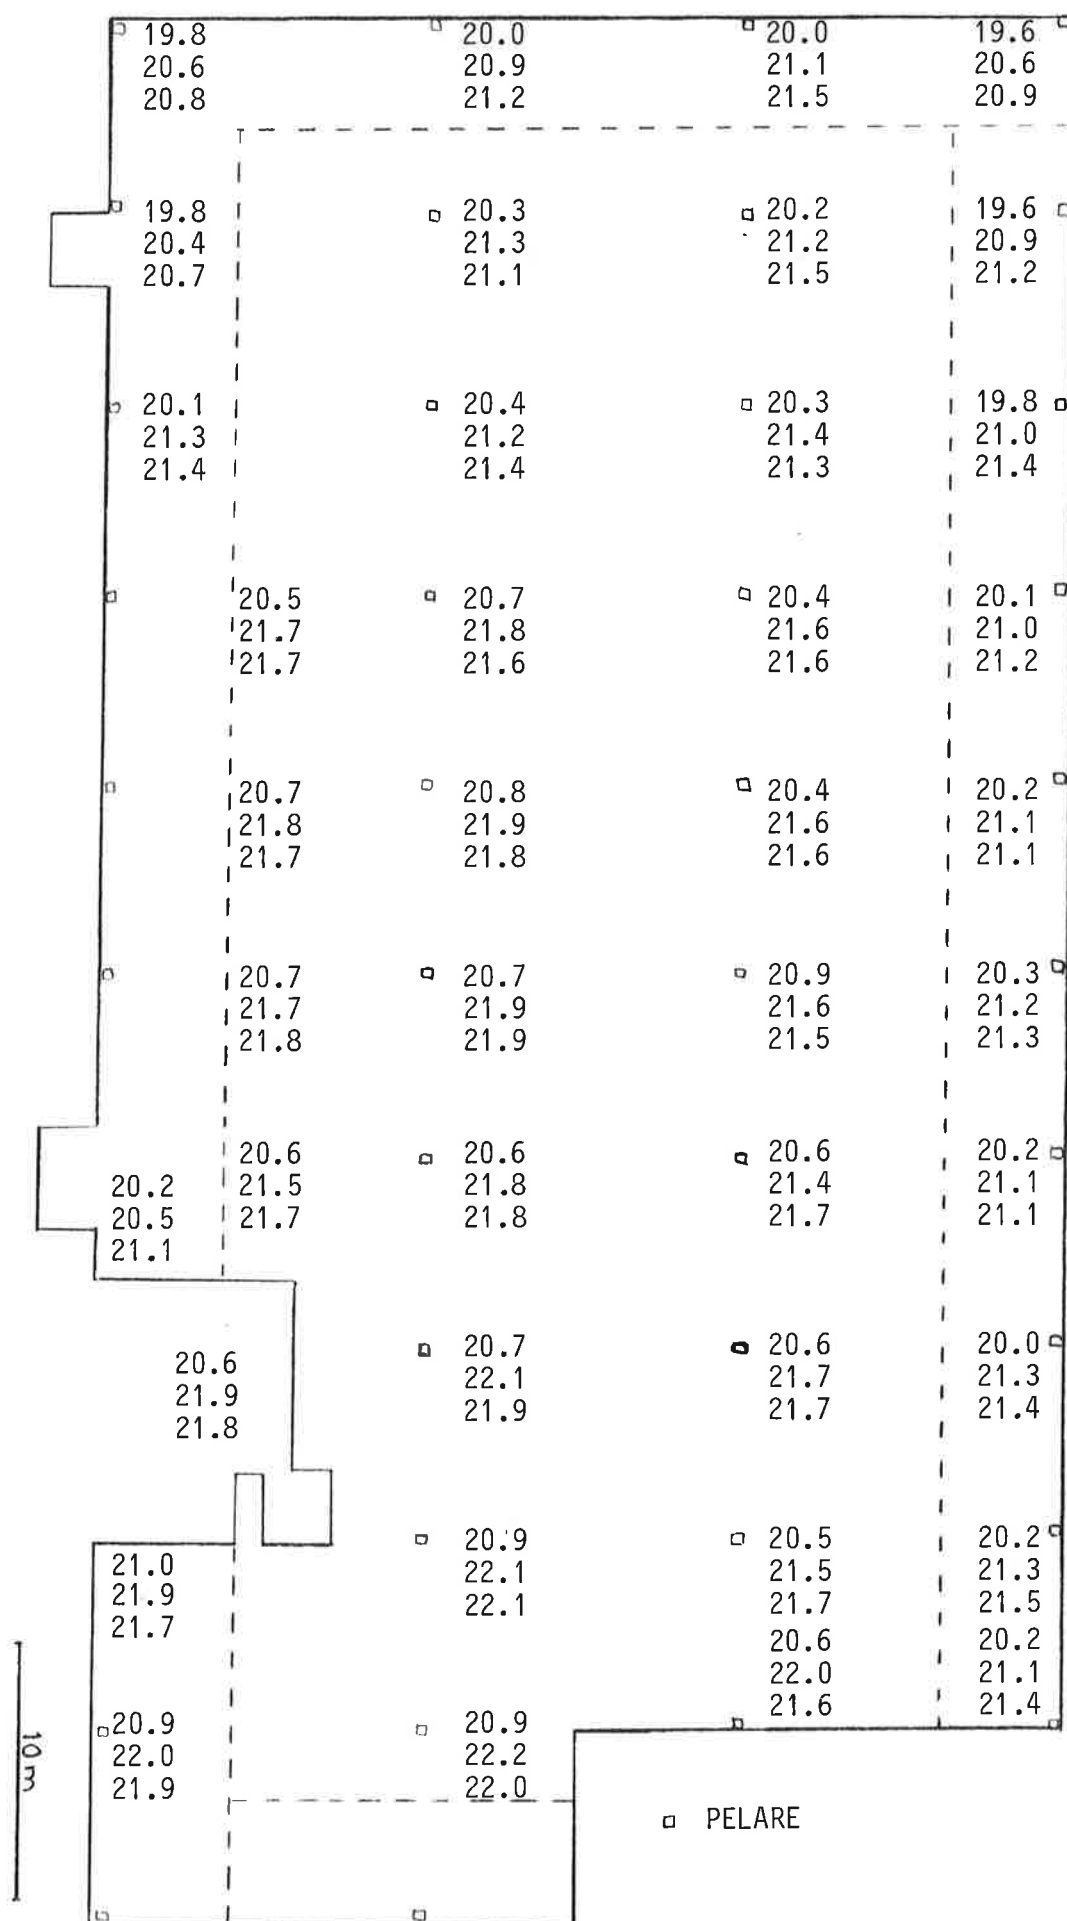 19.8 20.0 20.0 19.6
20.6 20.9 21.1 20.6
20.8 21.2 21.5 20.9
19.8 20.3 20.2 19.6
20.4 21.3 21.2 20.9
20.7 21.1 21.5 21.2
20.1 20.4 20.3 19.8
21.3 21.2 21.4 21.0
21.4 21.4 21.3 21.4
20.5 20.7 20.4 20.1
21.7 21.8 21.6 21.0
21.7 21.6 21.6 21.2
20.7 20.8 20.4 20.2
21.8 21.9 21.6 21.1
21.7 21.8 21.6 21.1
20.7 20.7 20.9 20.3
21.7 21.9 21.6 21.2
21.8 21.9 21.5 21.3
20.6 20.6 20.6 20.2
20.2 21.5 21.8 21.4 21.1
20.5 21.7 21.8 21.7 21.1
21.1
20.6 20.7 20.6 20.0
21.9 22.1 21.7 21.3
21.8 21.9 21.7 21.4
21.0 20.9 20.5 20.2
21.9 22.1 21.5 21.3
21.7 22.1 21.7 21.5
20.6 20.2
22.0 21.1
21.6 21.4
20.9 20.9
22.0 22.2
21.9 22.0
10 m
PELARE